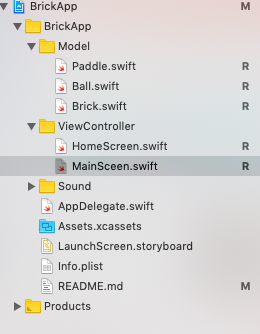 BrickApp M
BrickApp
Model
Paddle.swift R
Ball.swift R
Brick.swift R
ViewController
HomeScreen.swift R
MainSceen.swift R
Sound
AppDelegate.swift
Assets.xcassets
LaunchScreen.storyboard
Info.plist
README.md M
Products